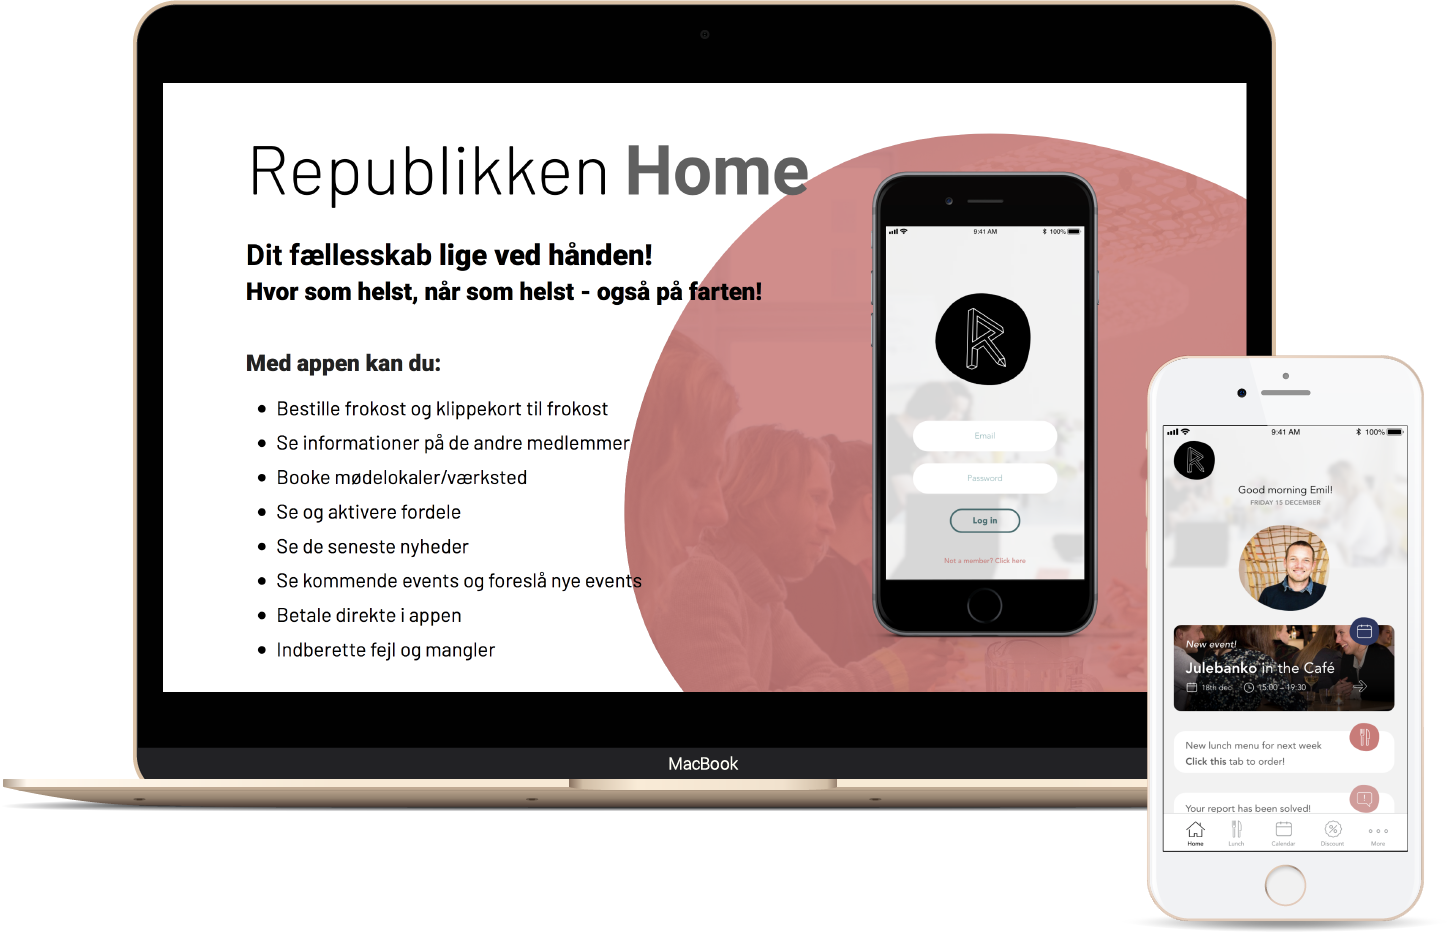 Republikken Home
Dit fællesskab lige ved hånden!
Hvor som helst, når som helst - også på farten!
Med appen kan du:
Bestille frokost og klippekort til frokost
Se informationer på de andre medlemmer
Booke mødelokaler/værksted
Se og aktivere fordele
Se de seneste nyheder
Se kommende events og foreslå nye events
Betale direkte i appen
Indberette fejl og mangler
9:41 AM
100%
R
Email
Password
Log in
Not a member? Click here
MacBook
9:41 AM
100%
R
Good morning Emil!
FRIDAY 15 DECEMBER
New event!
Julebanko in the Café
18th dec
15:00 – 19:30
New lunch menu for next week
Click this tab to order!
Your report has been solved!
Home
Lunch
Calendar
Discount
More